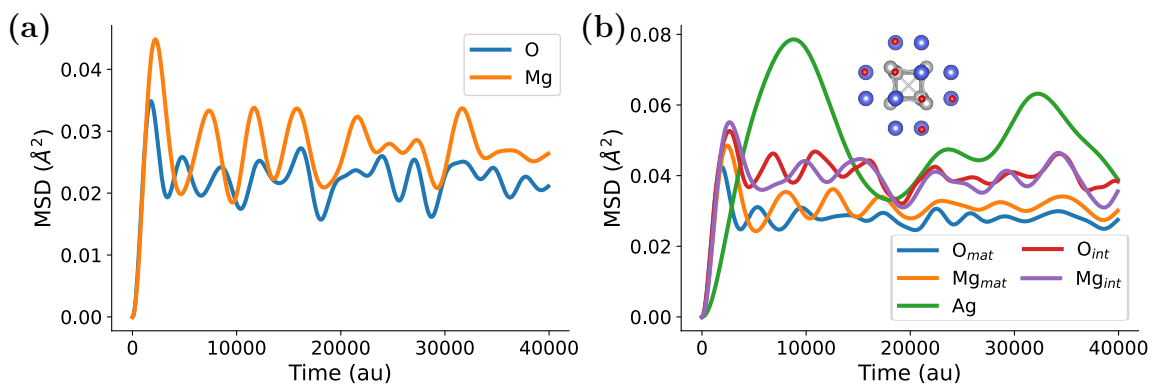 (a)
MSD (Å²)
0.04
0.03
0.02
0.01
0.00
O
Mg
0 10000 20000 30000 40000
Time (au)
(b)
MSD (Å²)
0.08
0.06
0.04
0.02
0.00
O_mat O_int
Mg_mat Mg_int
Ag
0 10000 20000 30000 40000
Time (au)